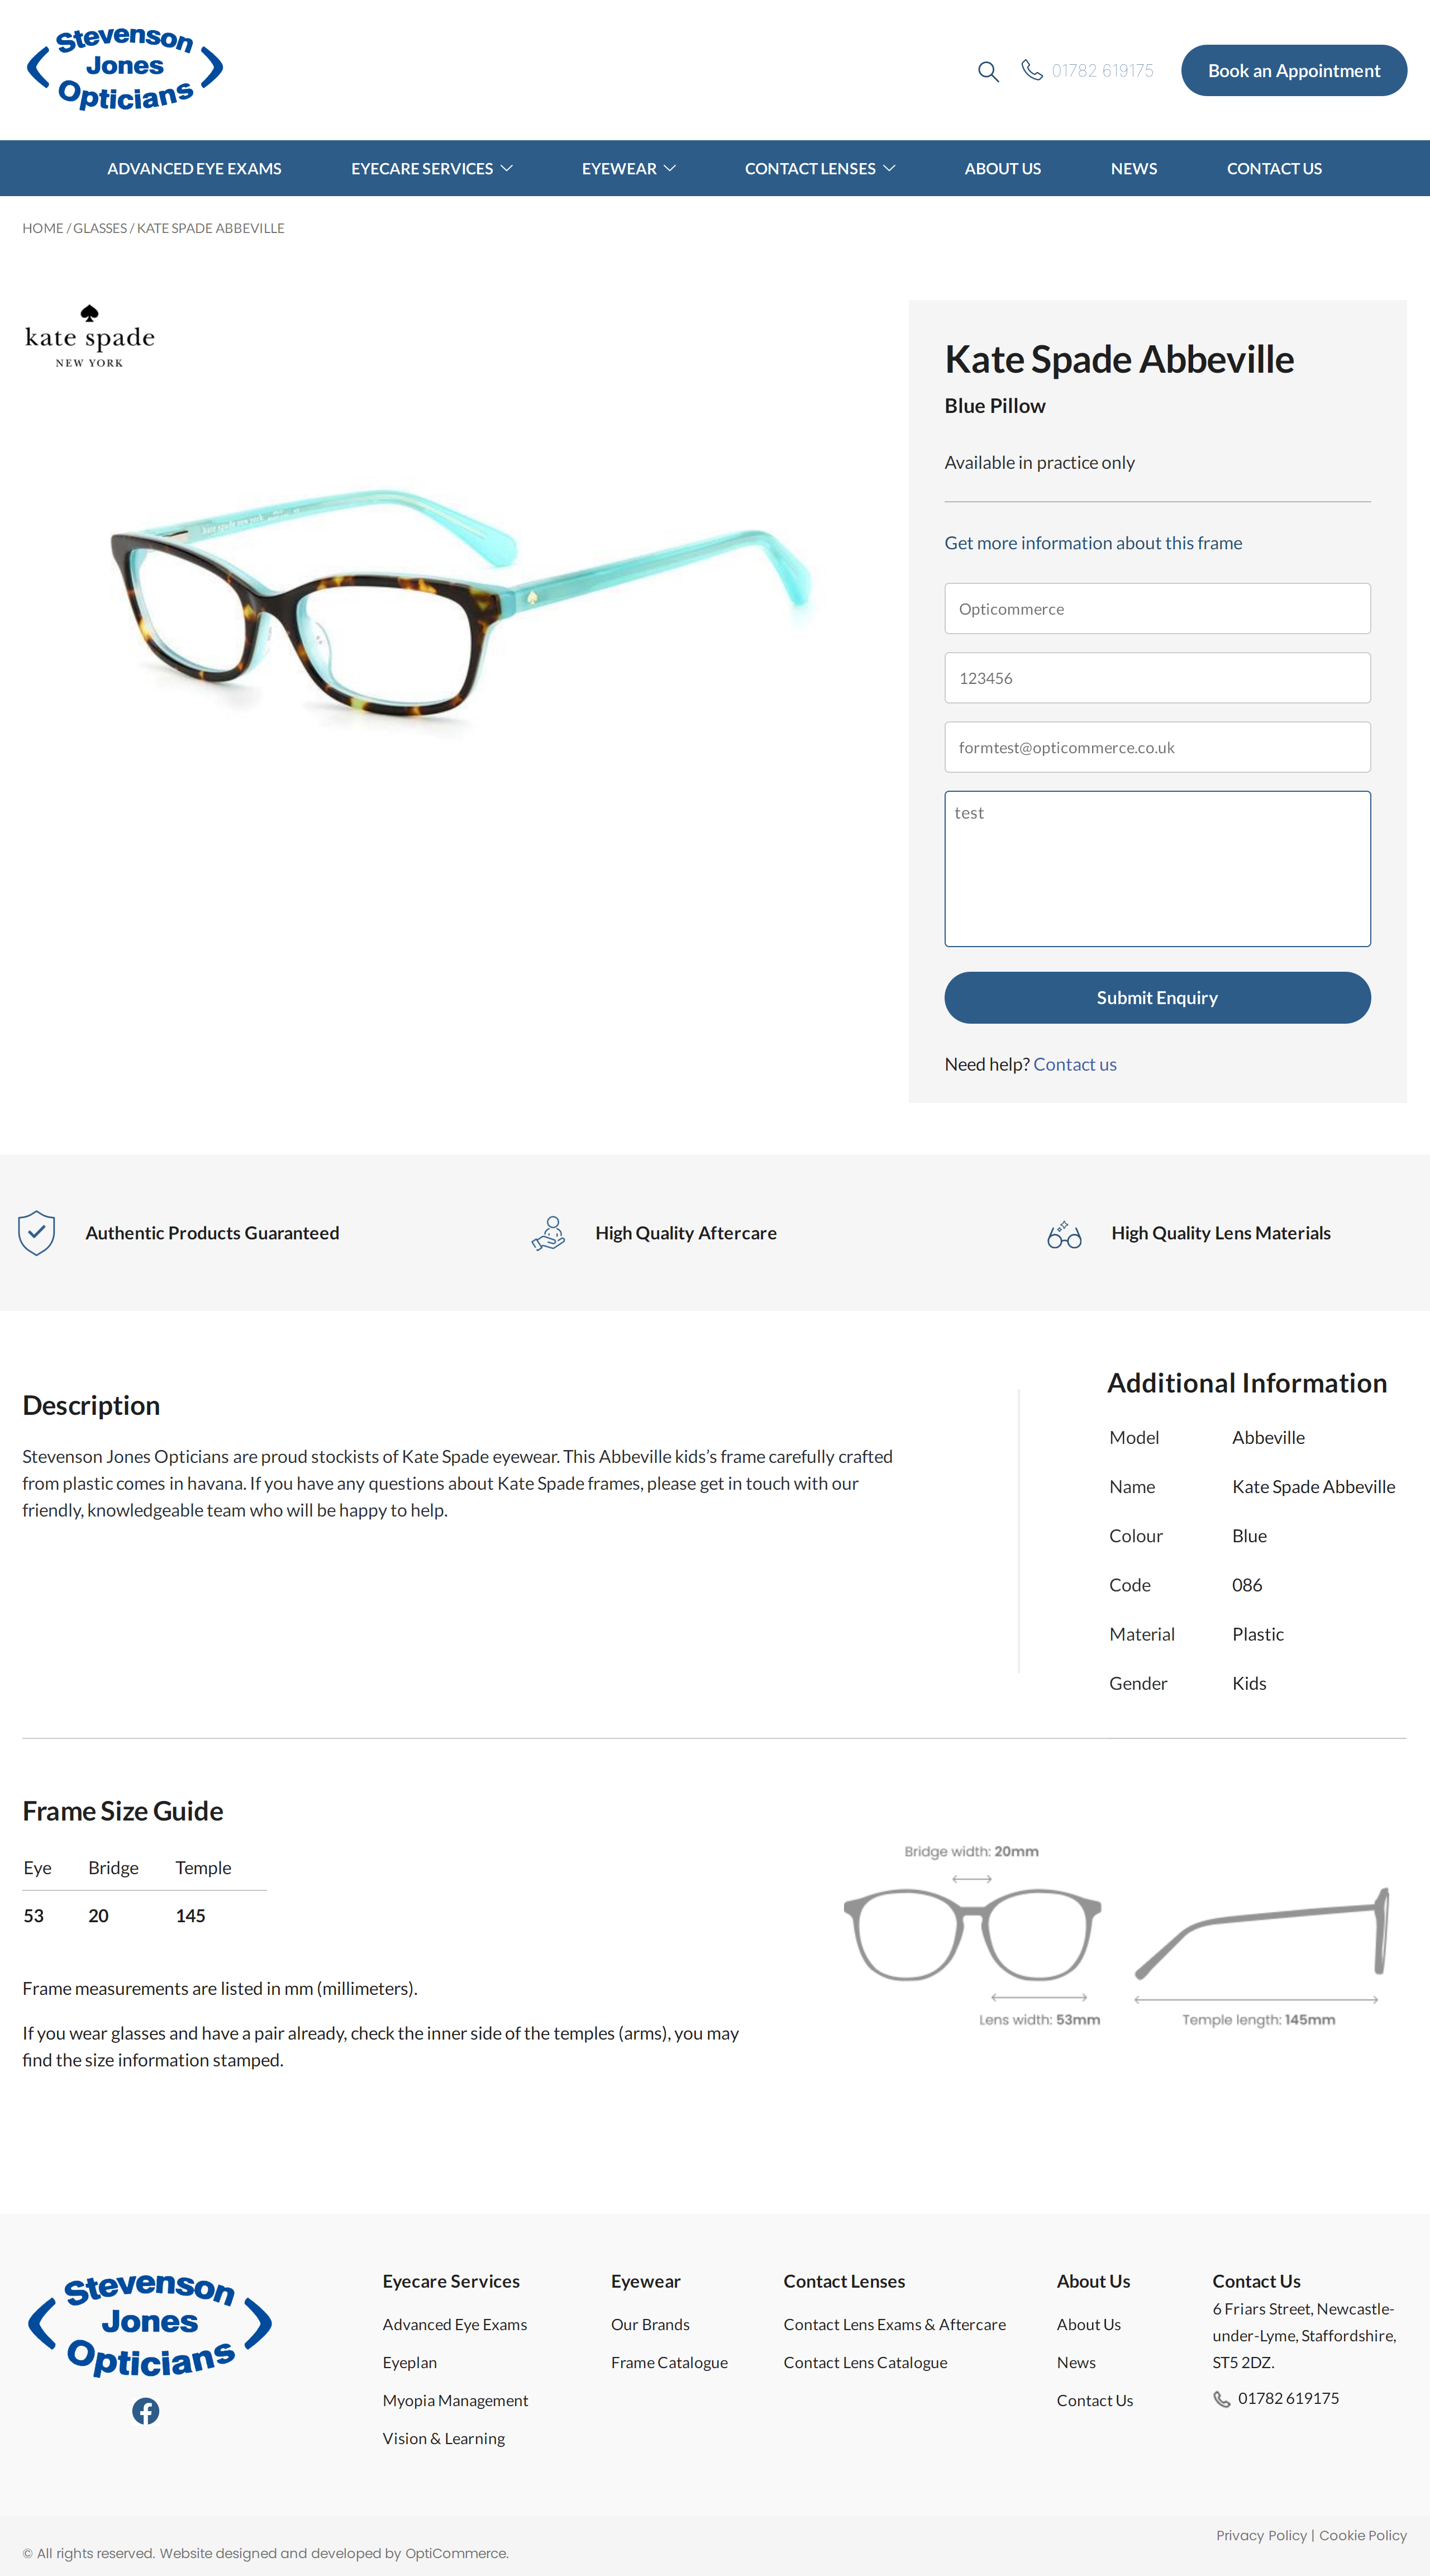 Stevenson
Jones
Opticians
01782 619175
Book an Appointment
ADVANCED EYE EXAMS
EYECARE SERVICES
EYEWEAR
CONTACT LENSES
ABOUT US
NEWS
CONTACT US
HOME / GLASSES / KATE SPADE ABBEVILLE
kate spade
NEW YORK
kate spade new york
Kate Spade Abbeville
Blue Pillow
Available in practice only
Get more information about this frame
Opticommerce
123456
formtest@opticommerce.co.uk
test
Submit Enquiry
Need help? Contact us
Authentic Products Guaranteed
High Quality Aftercare
High Quality Lens Materials
Description
Stevenson Jones Opticians are proud stockists of Kate Spade eyewear. This Abbeville kids’s frame carefully crafted
from plastic comes in havana. If you have any questions about Kate Spade frames, please get in touch with our
friendly, knowledgeable team who will be happy to help.
Additional Information
Model Abbeville
Name Kate Spade Abbeville
Colour Blue
Code 086
Material Plastic
Gender Kids
Frame Size Guide
Eye Bridge Temple
53 20 145
Frame measurements are listed in mm (millimeters).
If you wear glasses and have a pair already, check the inner side of the temples (arms), you may
find the size information stamped.
Bridge width: 20mm
Lens width: 53mm
Temple length: 145mm
Stevenson
Jones
Opticians
Eyecare Services
Advanced Eye Exams
Eyeplan
Myopia Management
Vision & Learning
Eyewear
Our Brands
Frame Catalogue
Contact Lenses
Contact Lens Exams & Aftercare
Contact Lens Catalogue
About Us
About Us
News
Contact Us
Contact Us
6 Friars Street, Newcastle-
under-Lyme, Staffordshire,
ST5 2DZ.
01782 619175
Privacy Policy | Cookie Policy
© All rights reserved. Website designed and developed by OptiCommerce.